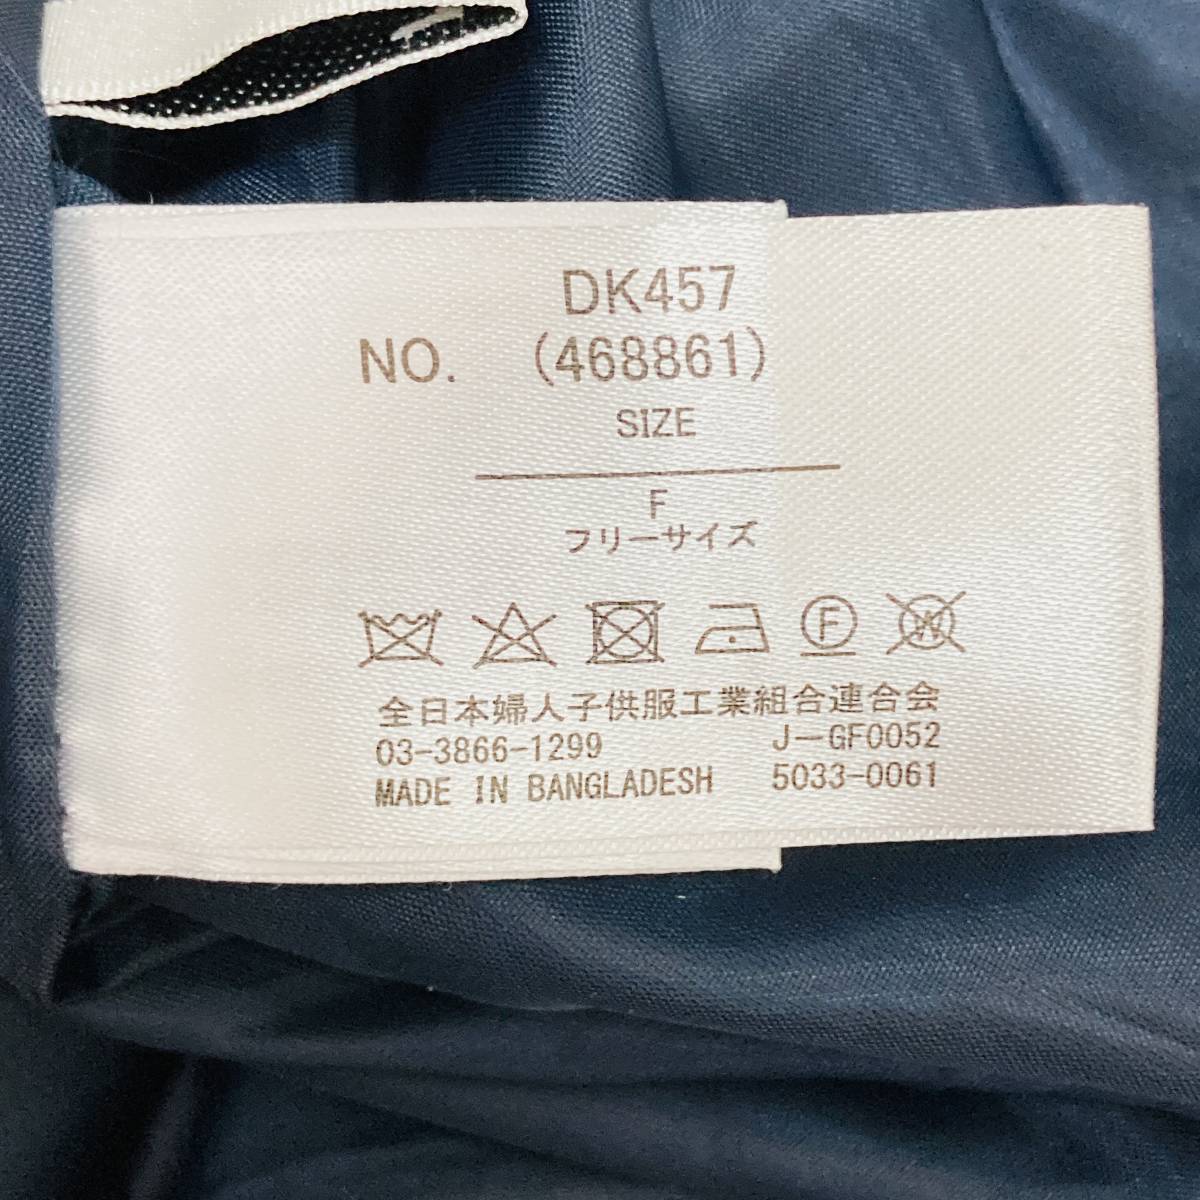 DK457
NO. (468861)
SIZE
F
フリーサイズ
F W
全日本婦人子供服工業組合連合会
03-3866-1299 J-GF0052
MADE IN BANGLADESH 5033-0061